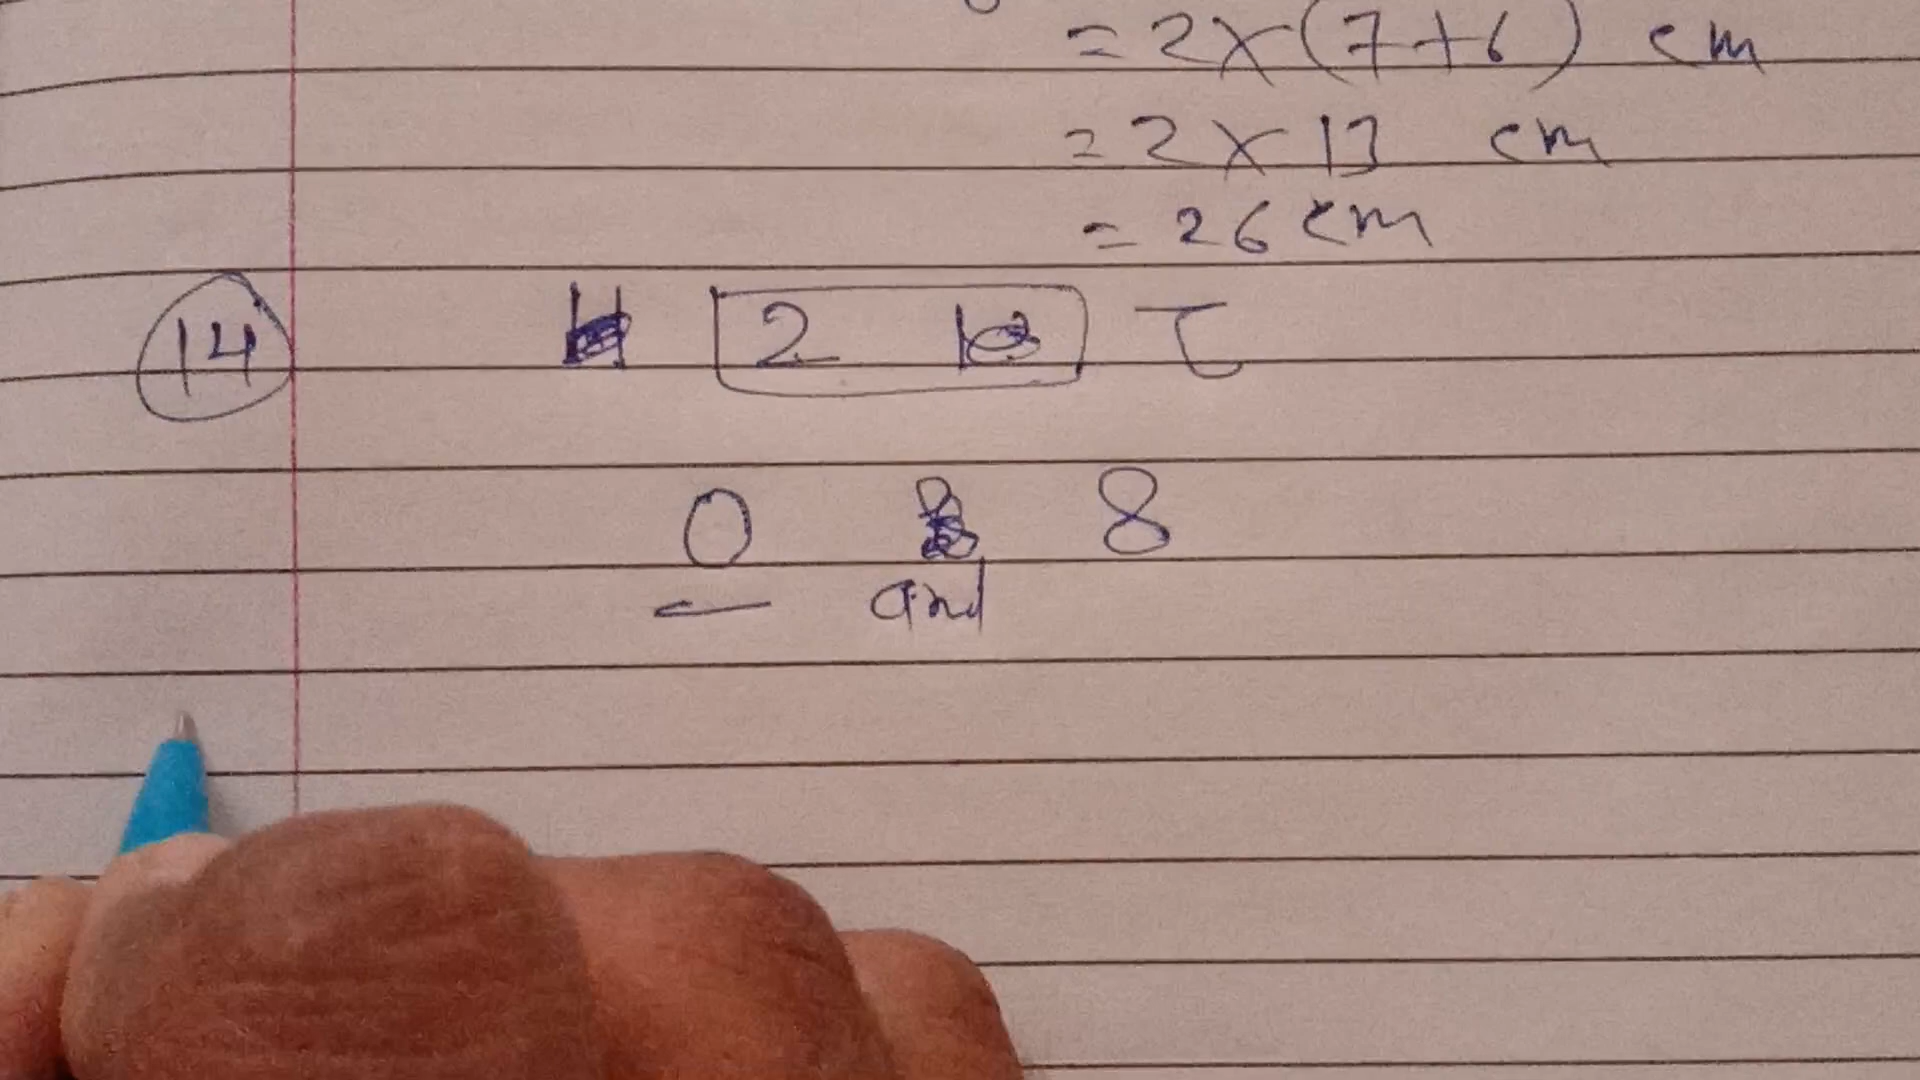 = 2 × (7+6) cm
= 2 × 13 cm
= 26 cm
14 2
0 8
and